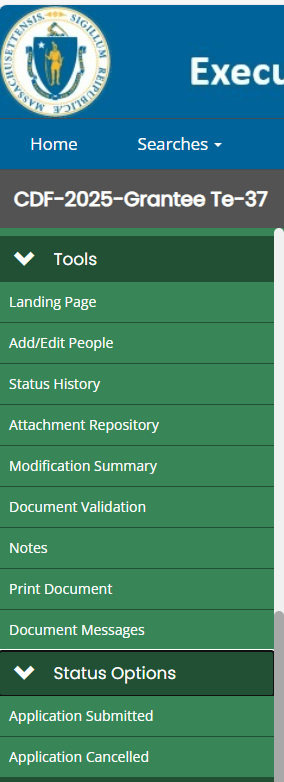 MASSACHUSETTENSIS. SIGILLUM REIPUBLICÆ
Execu
Home Searches
CDF-2025-Grantee Te-37
Tools
Landing Page
Add/Edit People
Status History
Attachment Repository
Modification Summary
Document Validation
Notes
Print Document
Document Messages
Status Options
Application Submitted
Application Cancelled